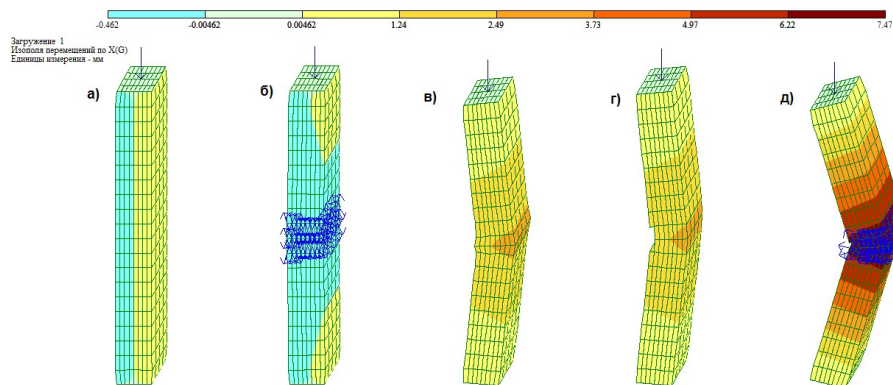 -0.462 -0.00462 0.00462 1.24 2.49 3.73 4.97 6.22 7.47
Загружение 1
Изополя перемещений по X(G)
Единицы измерения - мм
а) б) в) г) д)